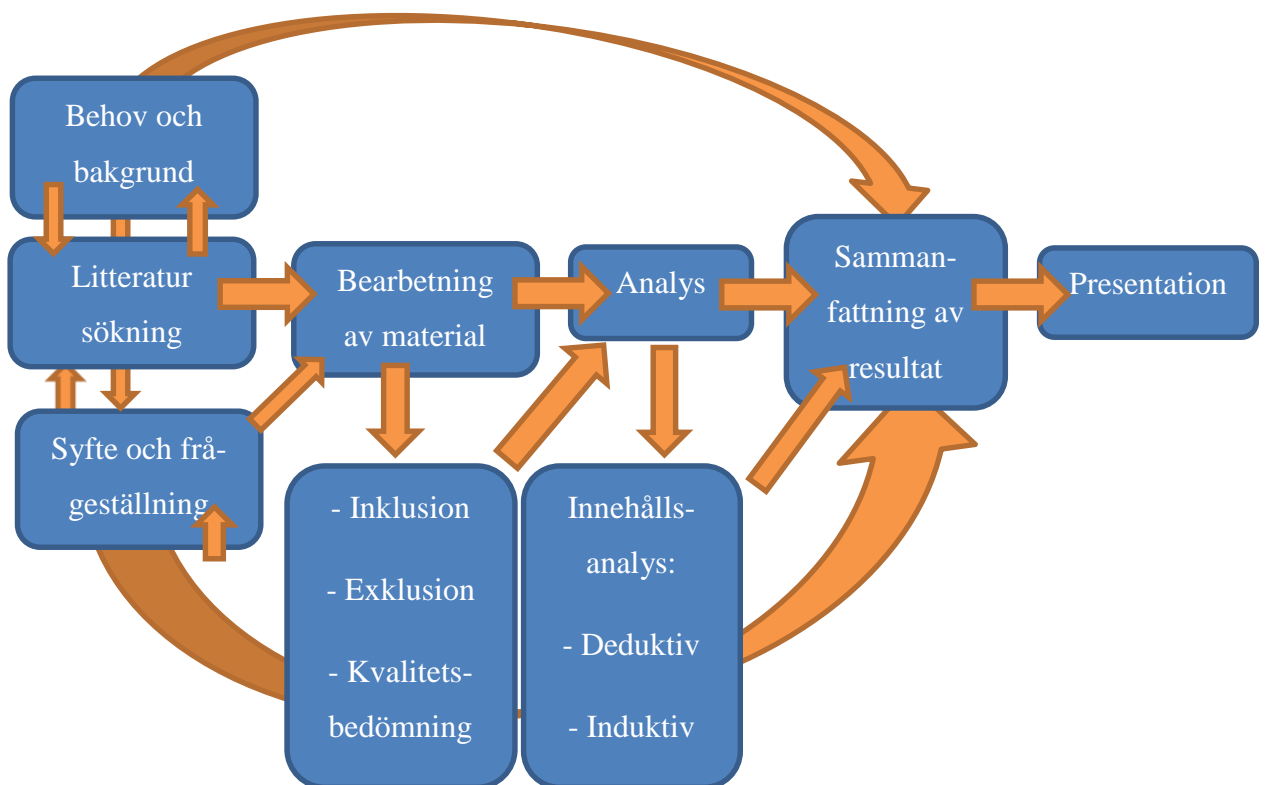 Behov och
bakgrund
Litteratur
sökning
Syfte och frå-
geställning
Bearbetning
av material
- Inklusion
- Exklusion
- Kvalitets-
bedömning
Analys
Innehålls-
analys:
- Deduktiv
- Induktiv
Samman-
fattning av
resultat
Presentation